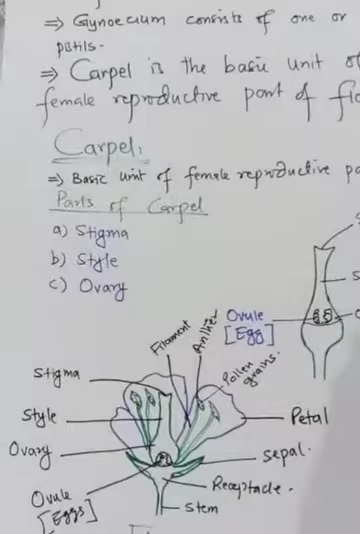 ⇒ Gynoecium consists of one or
pstils.
⇒ Carpel is the basic unit of
female reproductive part of
Carpel:
⇒ Basic unit of female reproductive
Parts of Carpel
a) Stigma
b) Style
c) Ovary
Ovule
[Egg]
Filament
Anther
Pollen
grains.
Stigma
Style
Ovary
Ovule
[Eggs]
Petal
Sepal.
Receptacle.
Stem